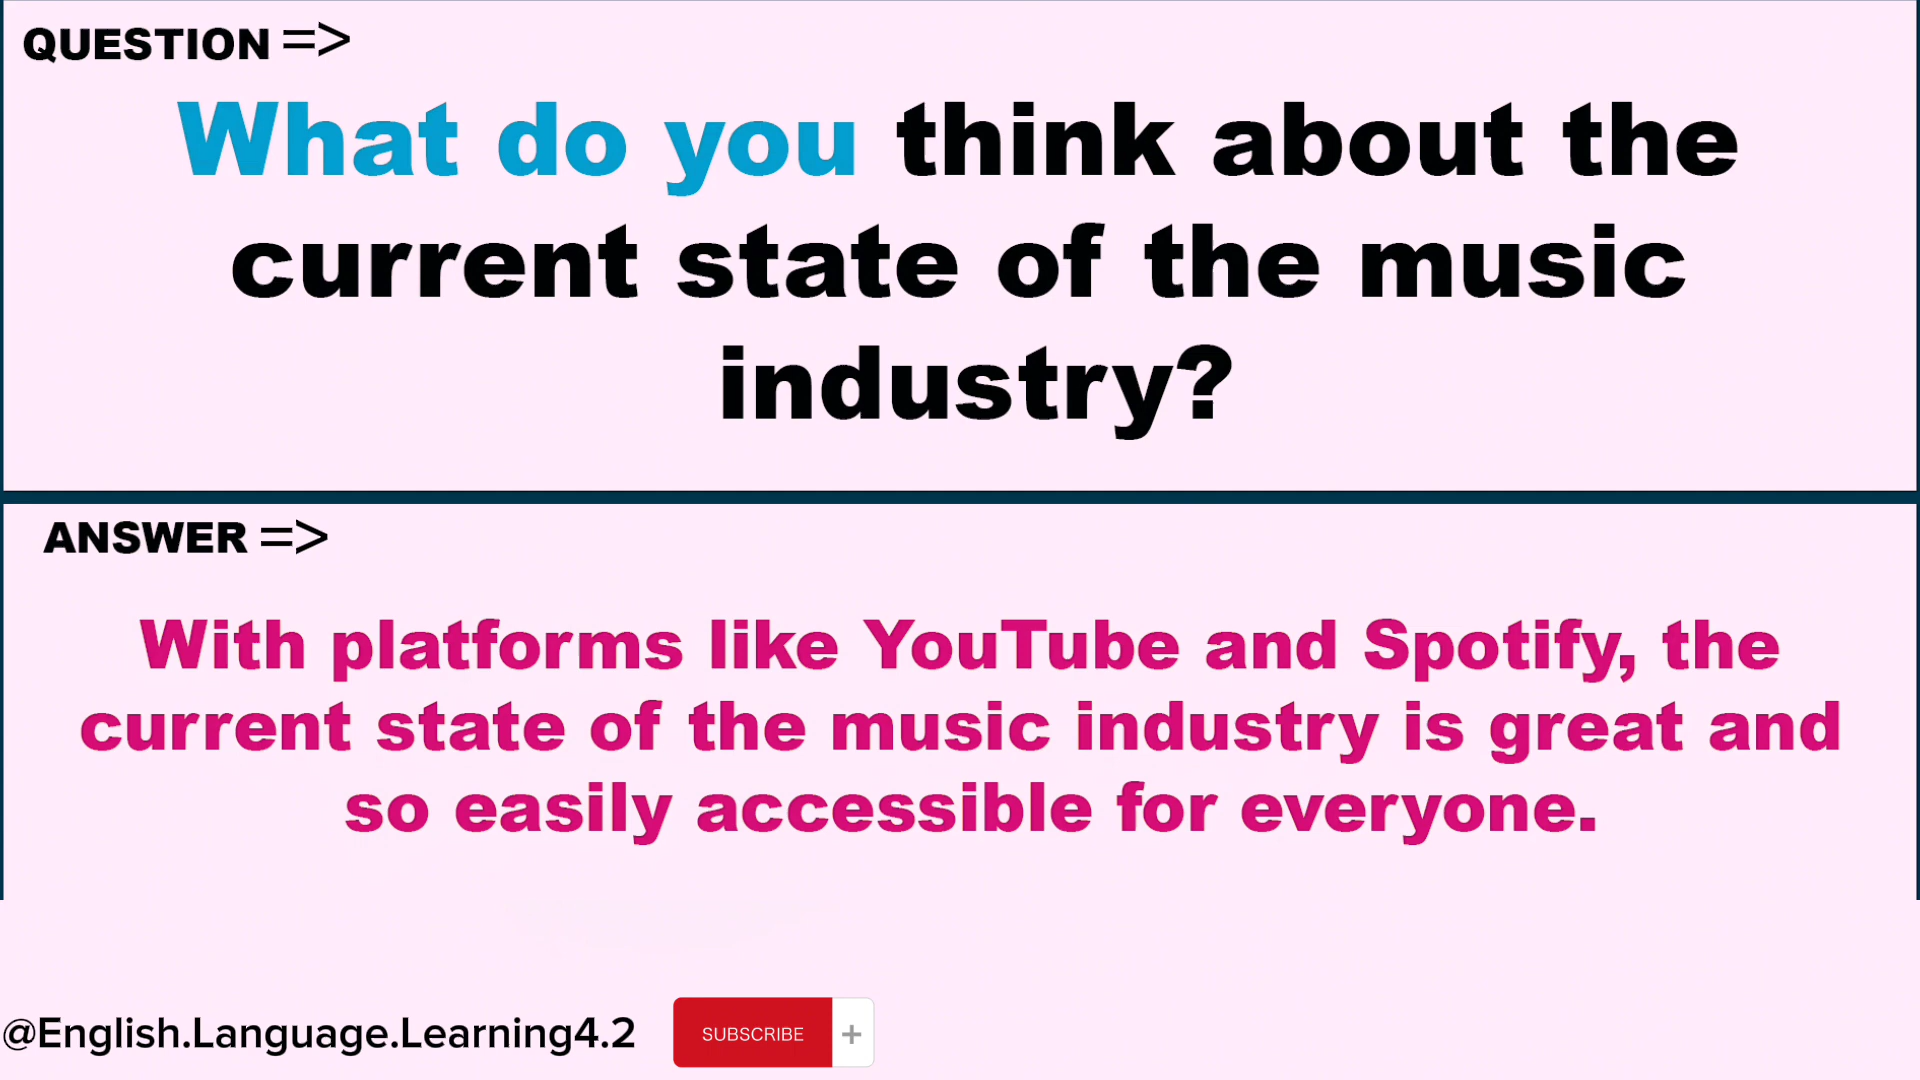 QUESTION =>
What do you think about the
current state of the music
industry?
ANSWER =>
With platforms like YouTube and Spotify, the
current state of the music industry is great and
so easily accessible for everyone.
@English.Language.Learning4.2
SUBSCRIBE +